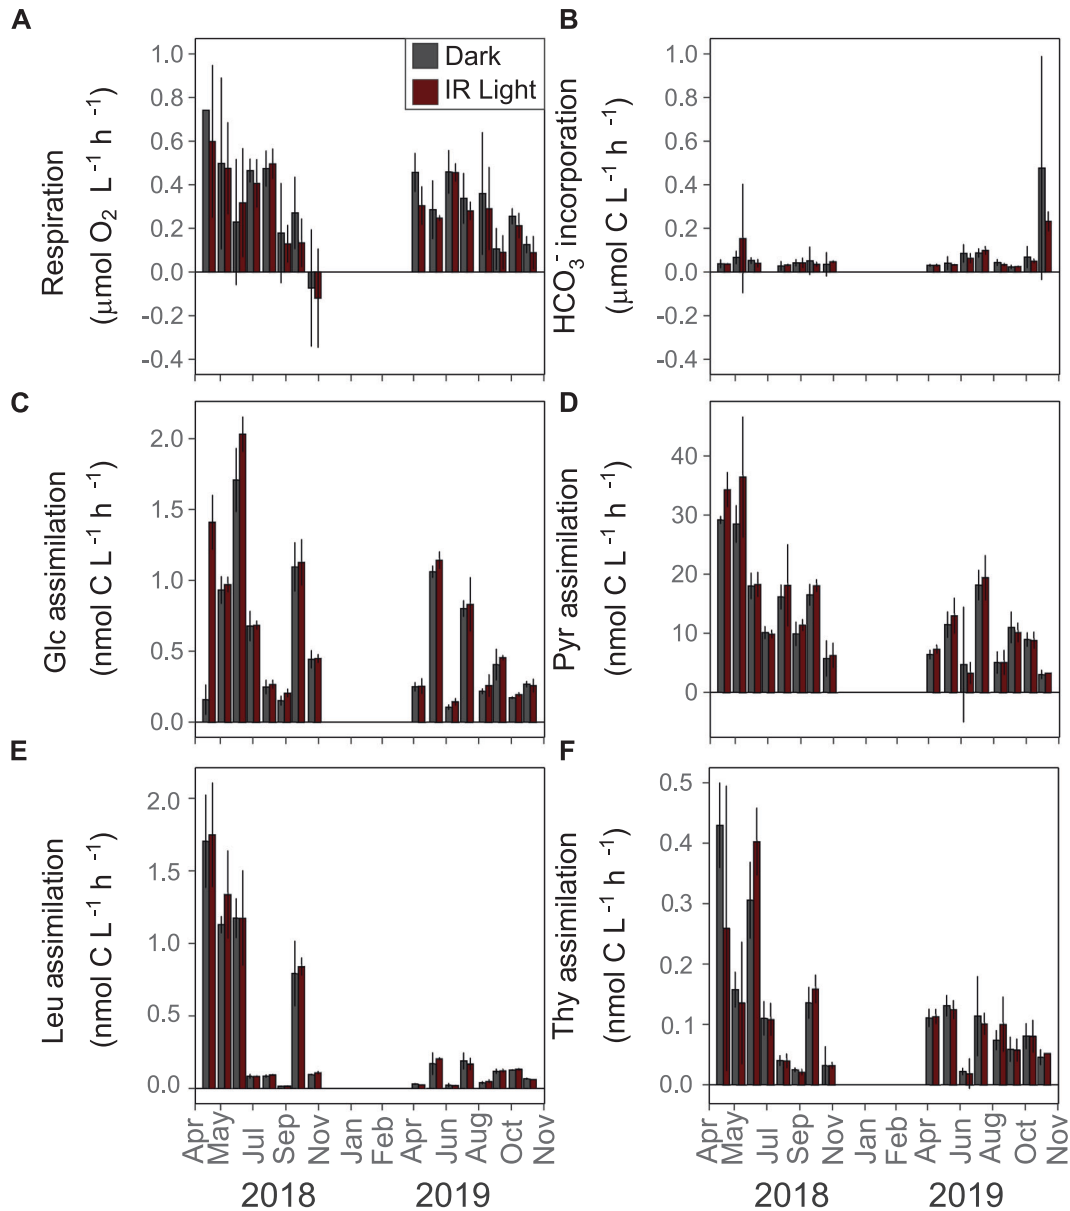 A
B
Dark
IR Light
Respiration
(μmol O₂ L⁻¹ h ⁻¹)
1.0
0.8
0.6
0.4
0.2
0.0
-0.2
-0.4
HCO₃⁻ incorporation
(μmol C L⁻¹ h ⁻¹)
1.0
0.8
0.6
0.4
0.2
0.0
-0.2
-0.4
C
D
Glc assimilation
(nmol C L⁻¹ h ⁻¹)
2.0
1.5
1.0
0.5
0.0
Pyr assimilation
(nmol C L⁻¹ h ⁻¹)
40
30
20
10
0
E
F
Leu assimilation
(nmol C L⁻¹ h ⁻¹)
2.0
1.5
1.0
0.5
0.0
Thy assimilation
(nmol C L⁻¹ h ⁻¹)
0.5
0.4
0.3
0.2
0.1
0.0
Apr May Jul Sep Nov Jan Feb Apr Jun Aug Oct Nov
Apr May Jul Sep Nov Jan Feb Apr Jun Aug Oct Nov
2018 2019
2018 2019